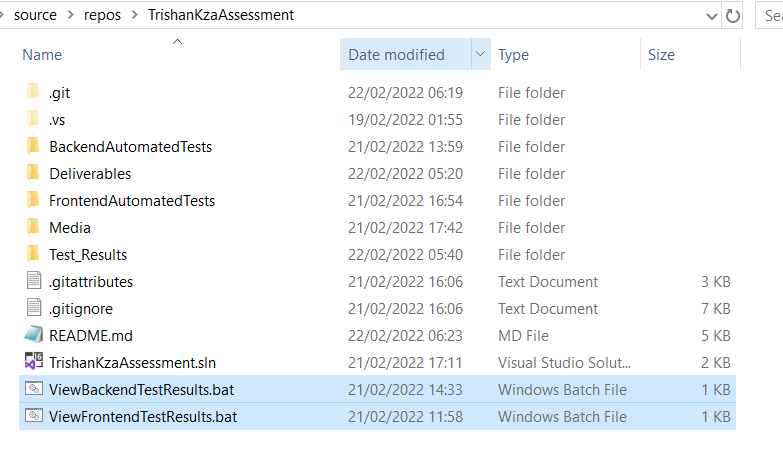 source > repos > TrishanKzaAssessment
Name Date modified Type Size
.git 22/02/2022 06:19 File folder
.vs 19/02/2022 01:55 File folder
BackendAutomatedTests 21/02/2022 13:59 File folder
Deliverables 22/02/2022 05:20 File folder
FrontendAutomatedTests 21/02/2022 16:54 File folder
Media 21/02/2022 17:42 File folder
Test_Results 22/02/2022 05:40 File folder
.gitattributes 21/02/2022 16:06 Text Document 3 KB
.gitignore 21/02/2022 16:06 Text Document 7 KB
README.md 22/02/2022 06:23 MD File 5 KB
TrishanKzaAssessment.sln 21/02/2022 17:11 Visual Studio Solut... 2 KB
ViewBackendTestResults.bat 21/02/2022 14:33 Windows Batch File 1 KB
ViewFrontendTestResults.bat 21/02/2022 11:58 Windows Batch File 1 KB